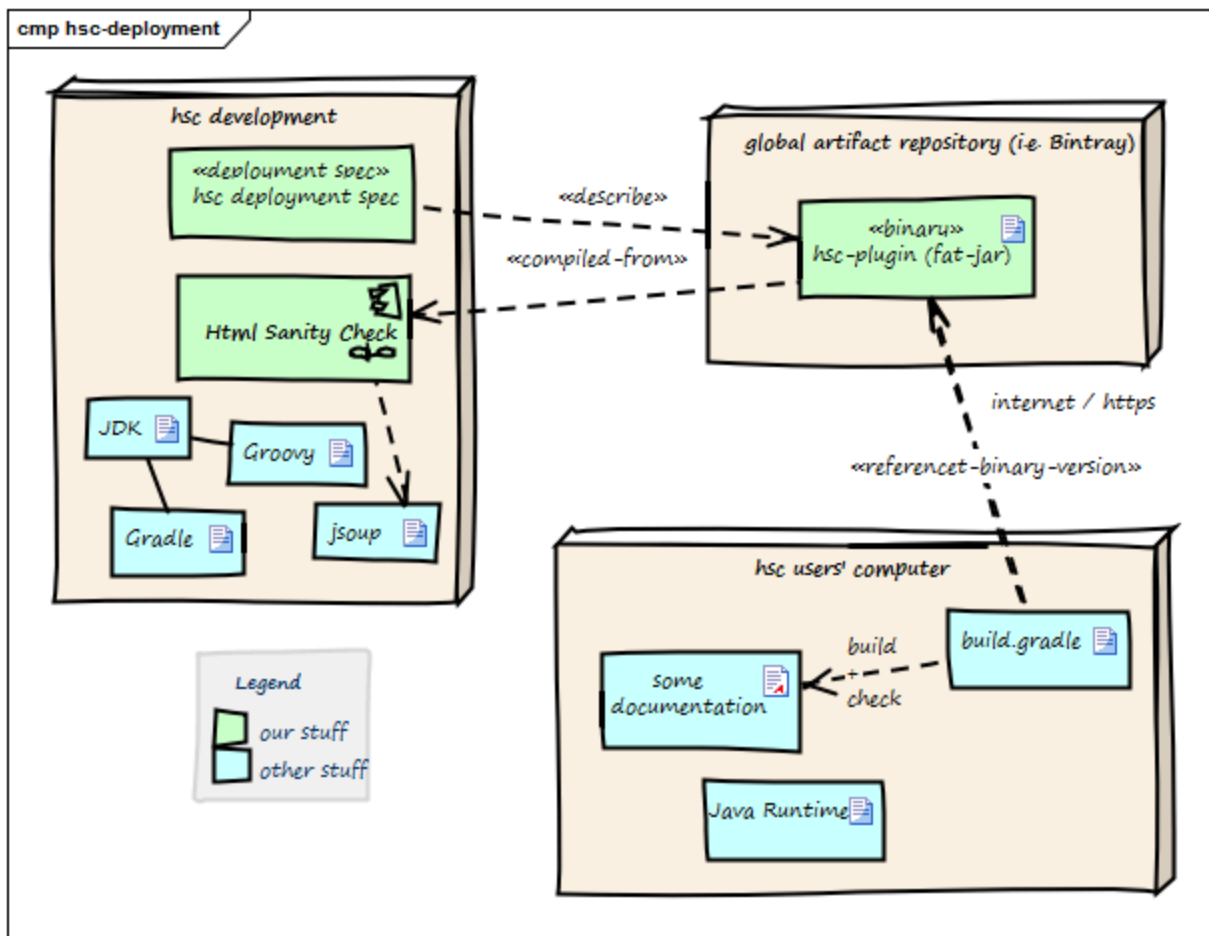 cmp hsc-deployment
hsc development
«deployment spec»
hsc deployment spec
Html Sanity Check
JDK
Groovy
Gradle
jsoup
«describe»
«compiled-from»
global artifact repository (i.e. Bintray)
«binary»
hsc-plugin (fat-jar)
internet / https
«referencet-binary-version»
hsc users' computer
build.gradle
build
+
check
some
documentation
Java Runtime
Legend
our stuff
other stuff